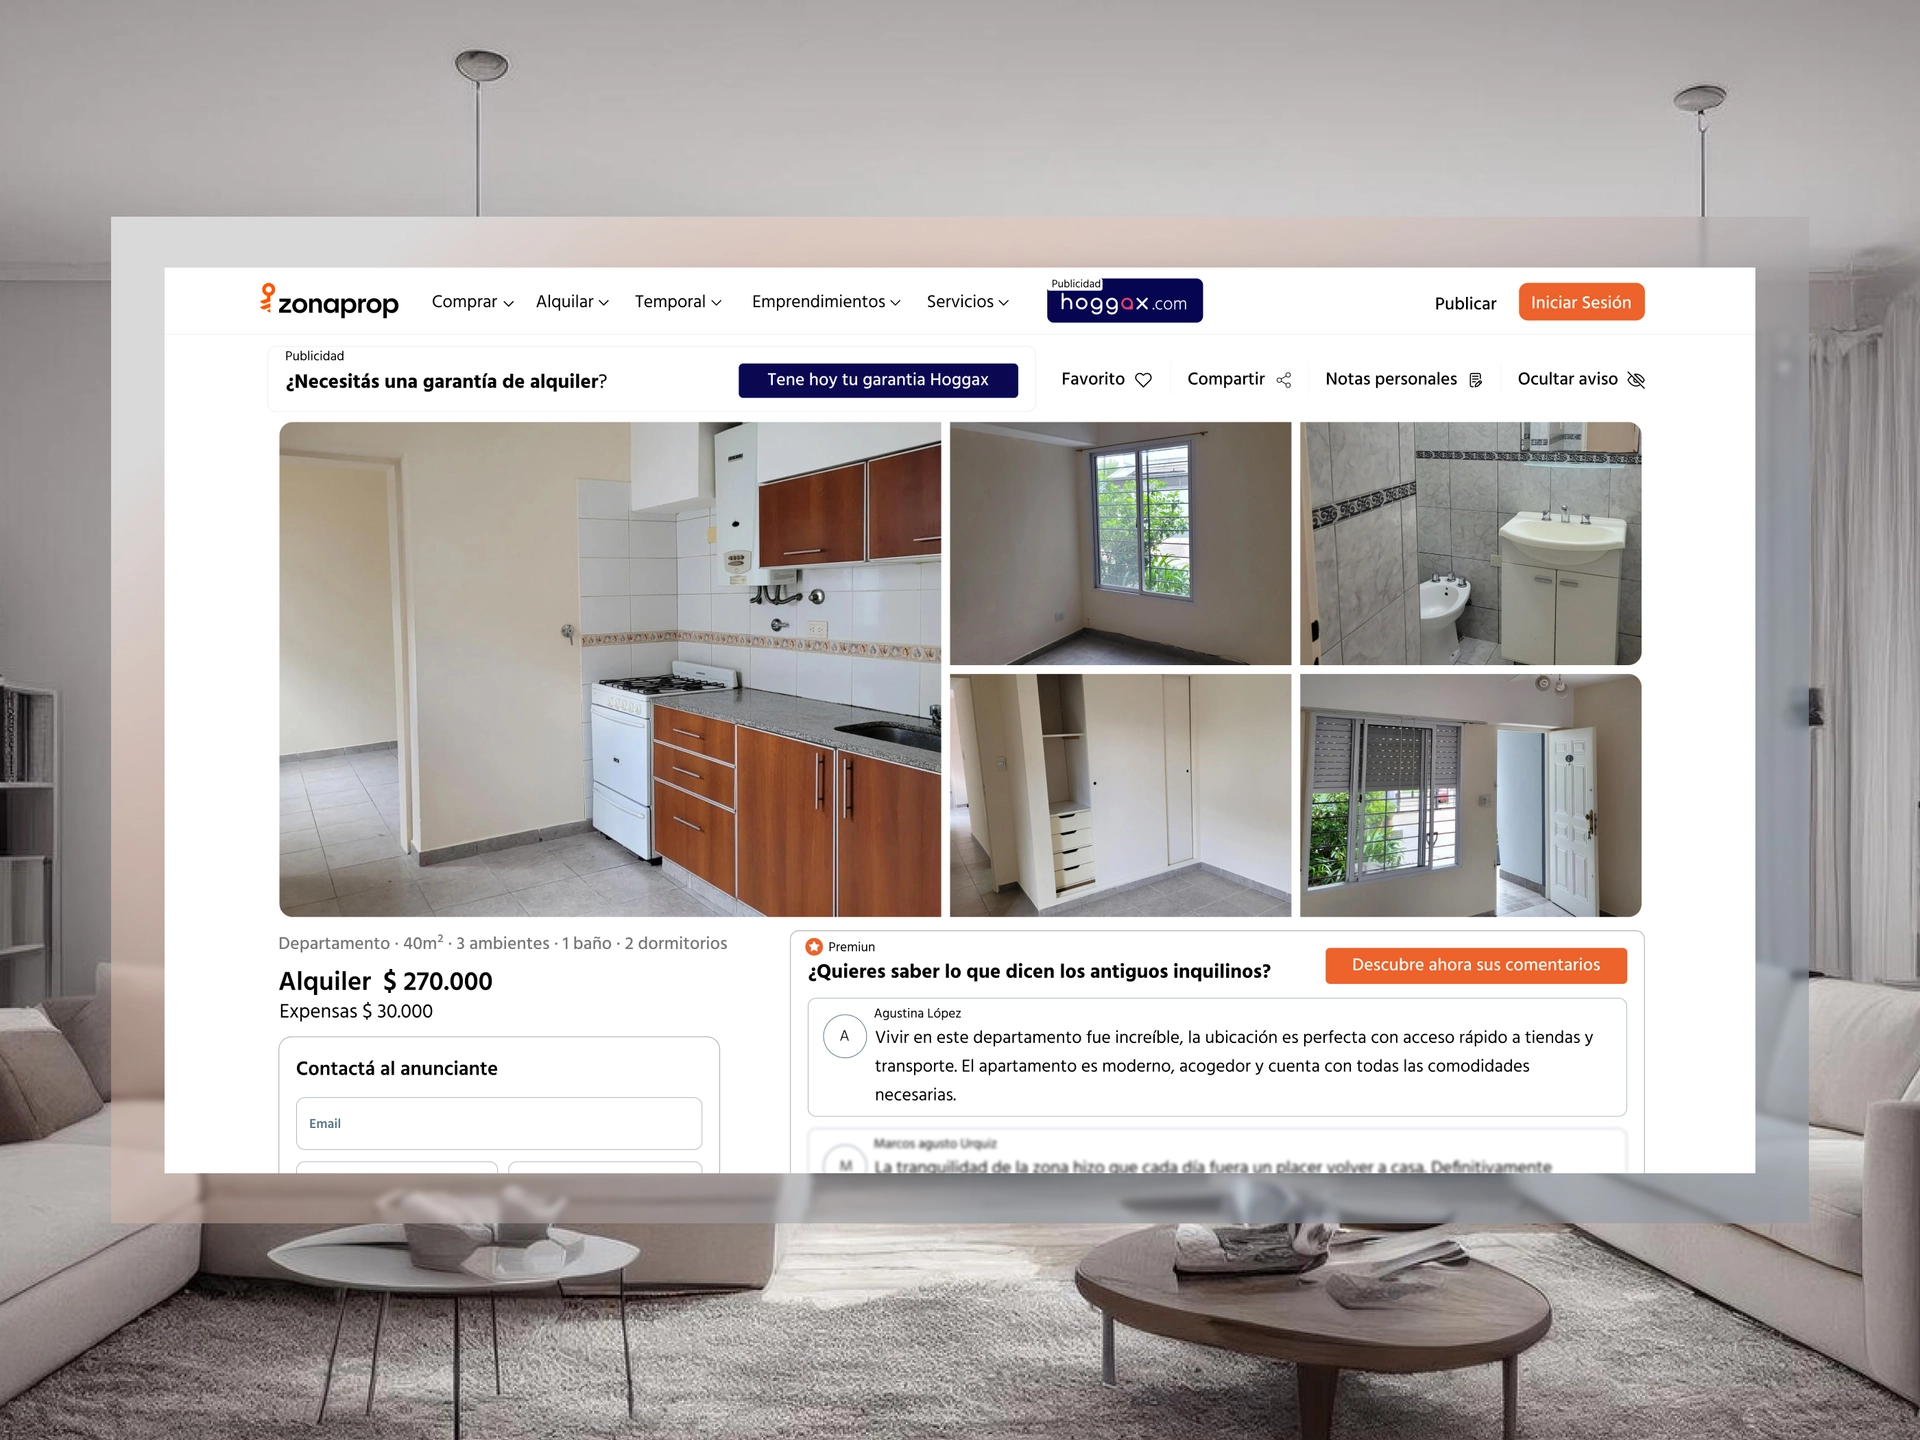 zonaprop
Comprar
Alquilar
Temporal
Emprendimientos
Servicios
Publicidad
hoggax.com
Publicar
Iniciar Sesión
Publicidad
¿Necesitás una garantía de alquiler?
Tene hoy tu garantia Hoggax
Favorito
Compartir
Notas personales
Ocultar aviso
Departamento · 40m² · 3 ambientes · 1 baño · 2 dormitorios
Alquiler $ 270.000
Expensas $ 30.000
Contactá al anunciante
Email
Premiun
¿Quieres saber lo que dicen los antiguos inquilinos?
Descubre ahora sus comentarios
A
Agustina López
Vivir en este departamento fue increíble, la ubicación es perfecta con acceso rápido a tiendas y
transporte. El apartamento es moderno, acogedor y cuenta con todas las comodidades
necesarias.
M
Marcos agusto Urquiz
La tranquilidad de la zona hizo que cada día fuera un placer volver a casa. Definitivamente